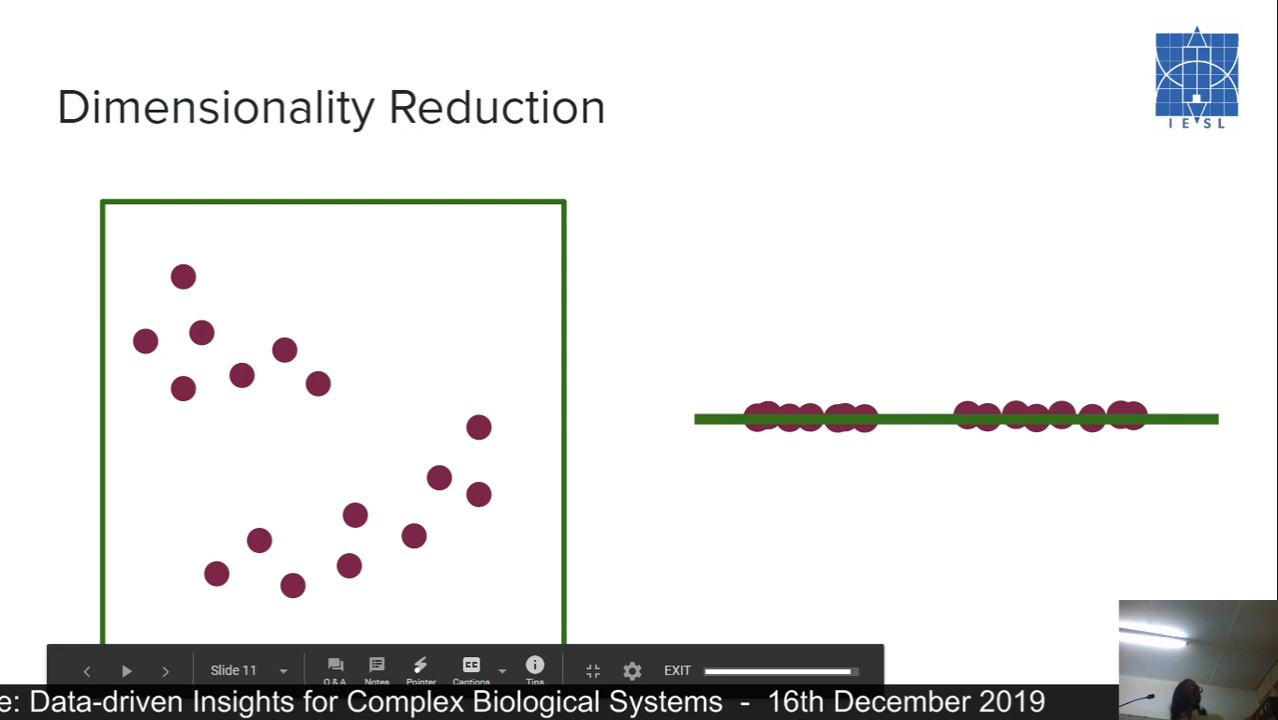 Dimensionality Reduction
IESL
Slide 11
Q & A
Notes
Pointer
Captions
Tips
EXIT
e: Data-driven Insights for Complex Biological Systems - 16th December 2019